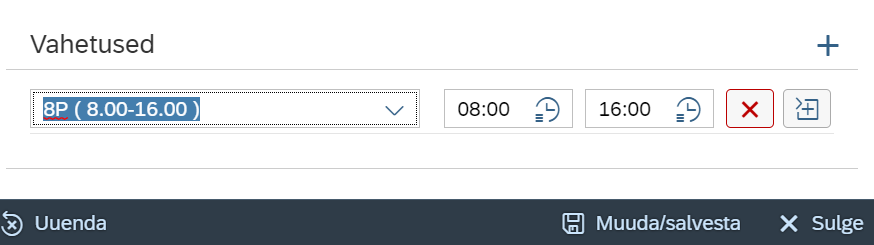 Vahetused
8P ( 8.00-16.00 ) 08:00 16:00
Uuenda Muuda/salvesta Sulge